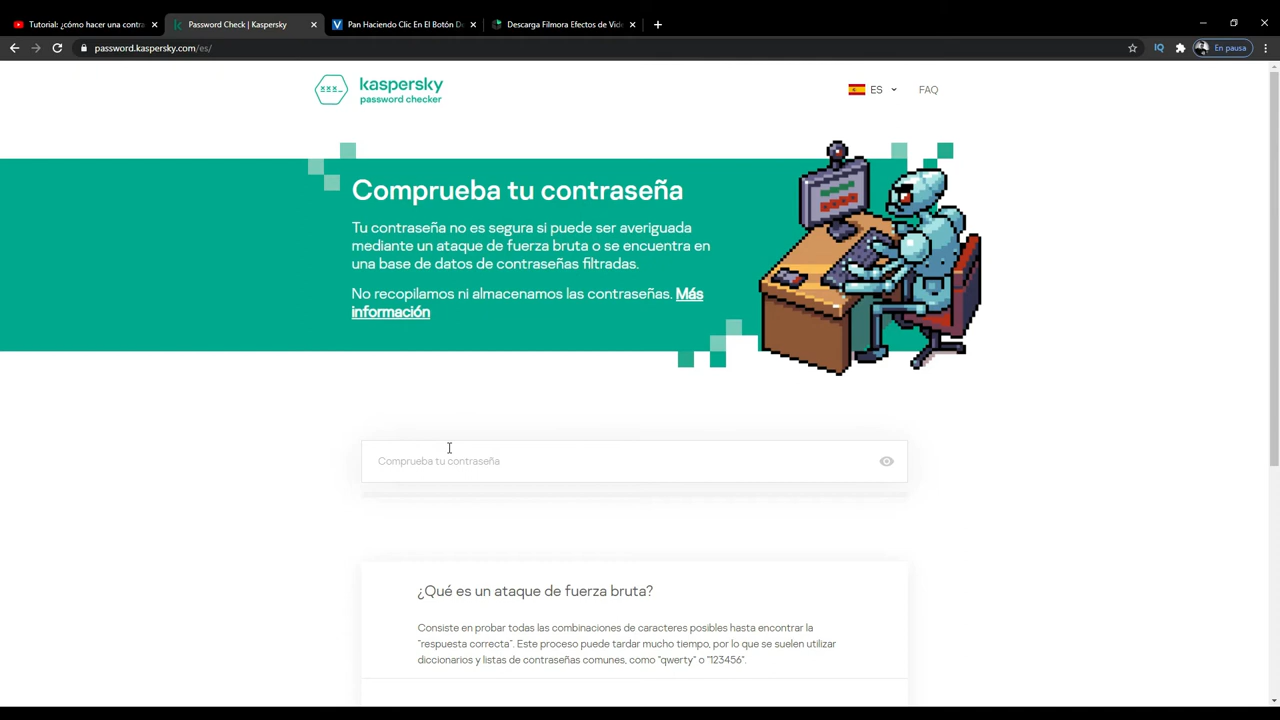 Tutorial: ¿cómo hacer una contra
Password Check | Kaspersky
Pan Haciendo Clic En El Botón De
Descarga Filmora Efectos de Vide
password.kaspersky.com/es/
IQ
En pausa
kaspersky
password checker
ES
FAQ
Comprueba tu contraseña
Tu contraseña no es segura si puede ser averiguada
mediante un ataque de fuerza bruta o se encuentra en
una base de datos de contraseñas filtradas.
No recopilamos ni almacenamos las contraseñas. Más
información
Comprueba tu contraseña
¿Qué es un ataque de fuerza bruta?
Consiste en probar todas las combinaciones de caracteres posibles hasta encontrar la
"respuesta correcta". Este proceso puede tardar mucho tiempo, por lo que se suelen utilizar
diccionarios y listas de contraseñas comunes, como "qwerty" o "123456".